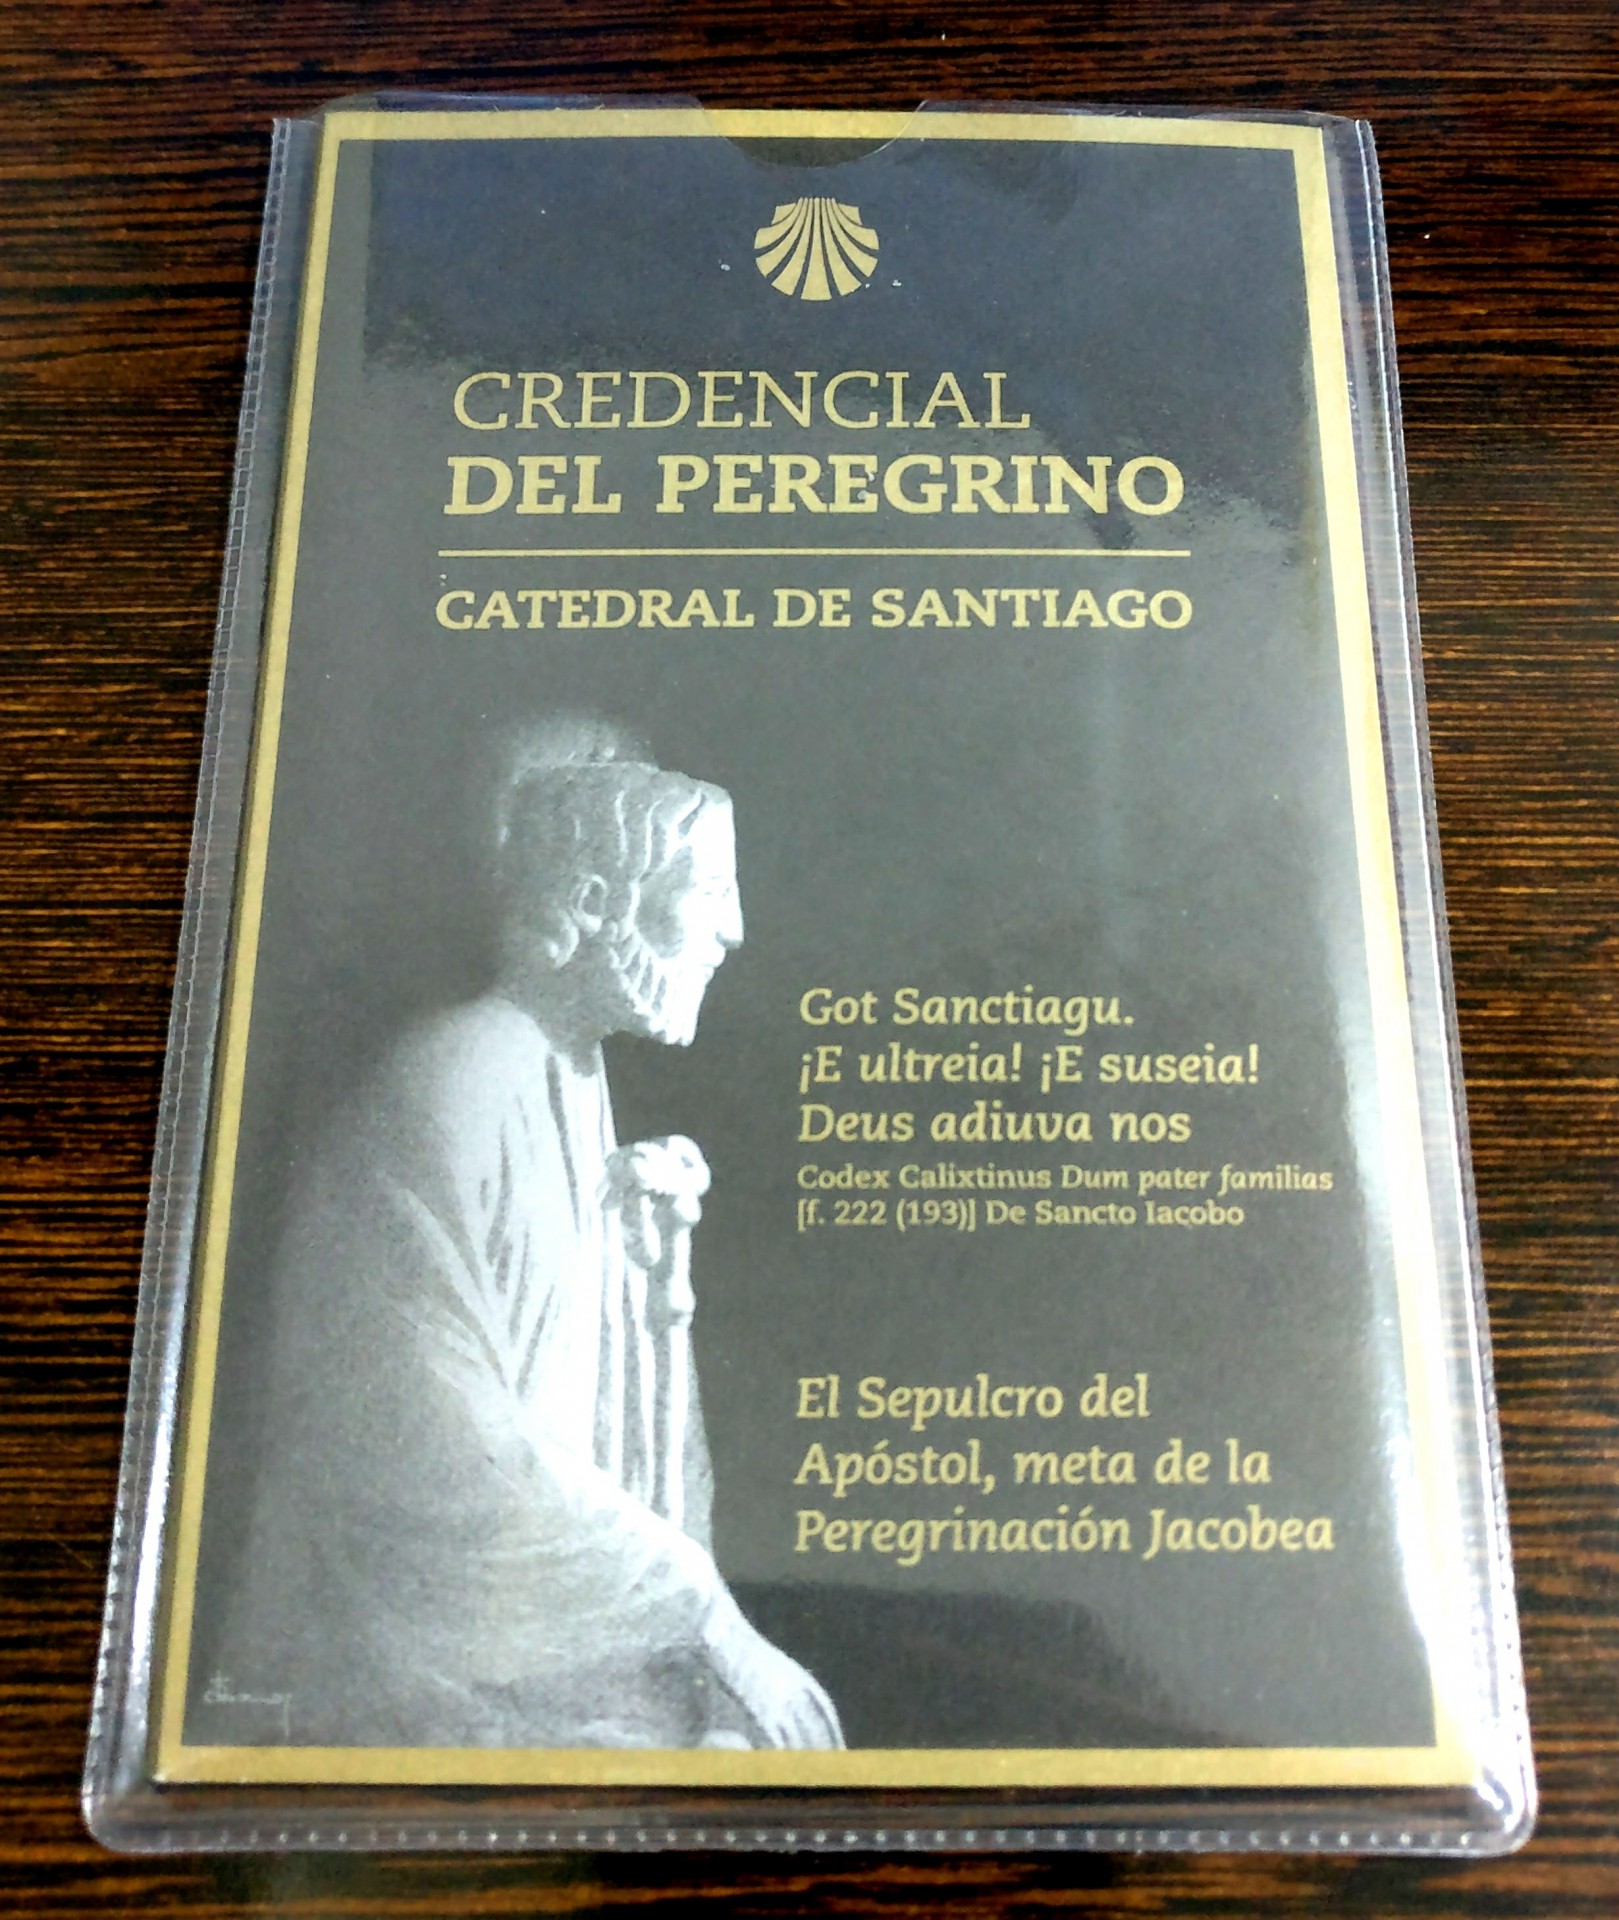 CREDENCIAL
DEL PEREGRINO
CATEDRAL DE SANTIAGO
Got Sanctiagu.
¡E ultreia! ¡E suseia!
Deus adiuva nos
Codex Calixtinus Dum pater familias
[f. 222 (193)] De Sancto Iacobo
El Sepulcro del
Apóstol, meta de la
Peregrinación Jacobea